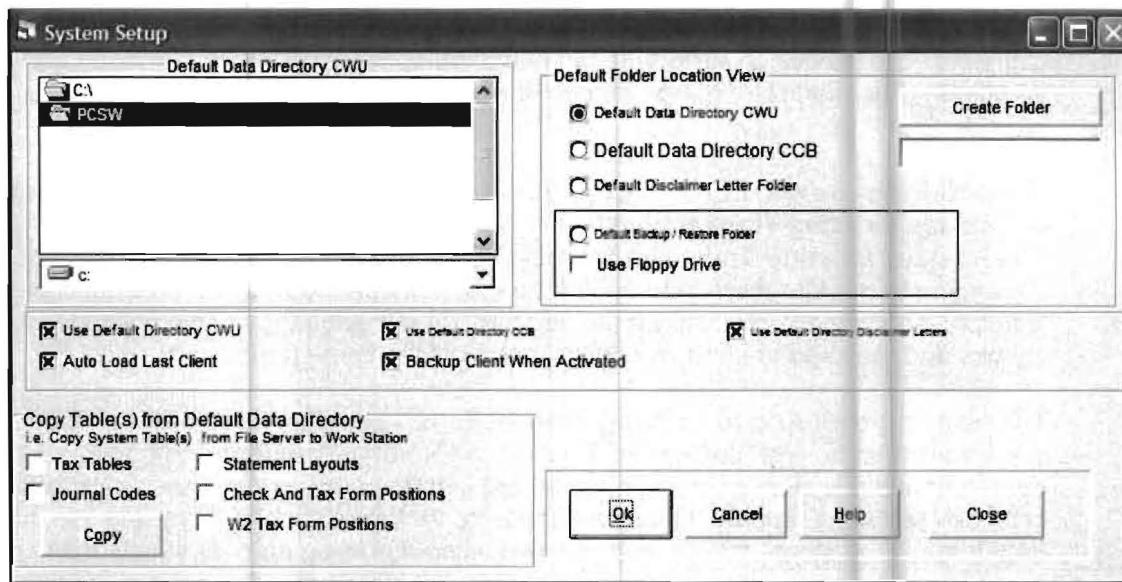 System Setup
Default Data Directory CWU
C:\
PCSW
c:
Default Folder Location View
Default Data Directory CWU
Default Data Directory CCB
Default Disclaimer Letter Folder
Default Backup / Restore Folder
Use Floppy Drive
Create Folder
Use Default Directory CWU
Use Default Directory CCB
Use Default Directory Disclaimer Letters
Auto Load Last Client
Backup Client When Activated
Copy Table(s) from Default Data Directory
i.e. Copy System Table(s) from File Server to Work Station
Tax Tables
Statement Layouts
Journal Codes
Check And Tax Form Positions
W2 Tax Form Positions
Copy
Ok
Cancel
Help
Close